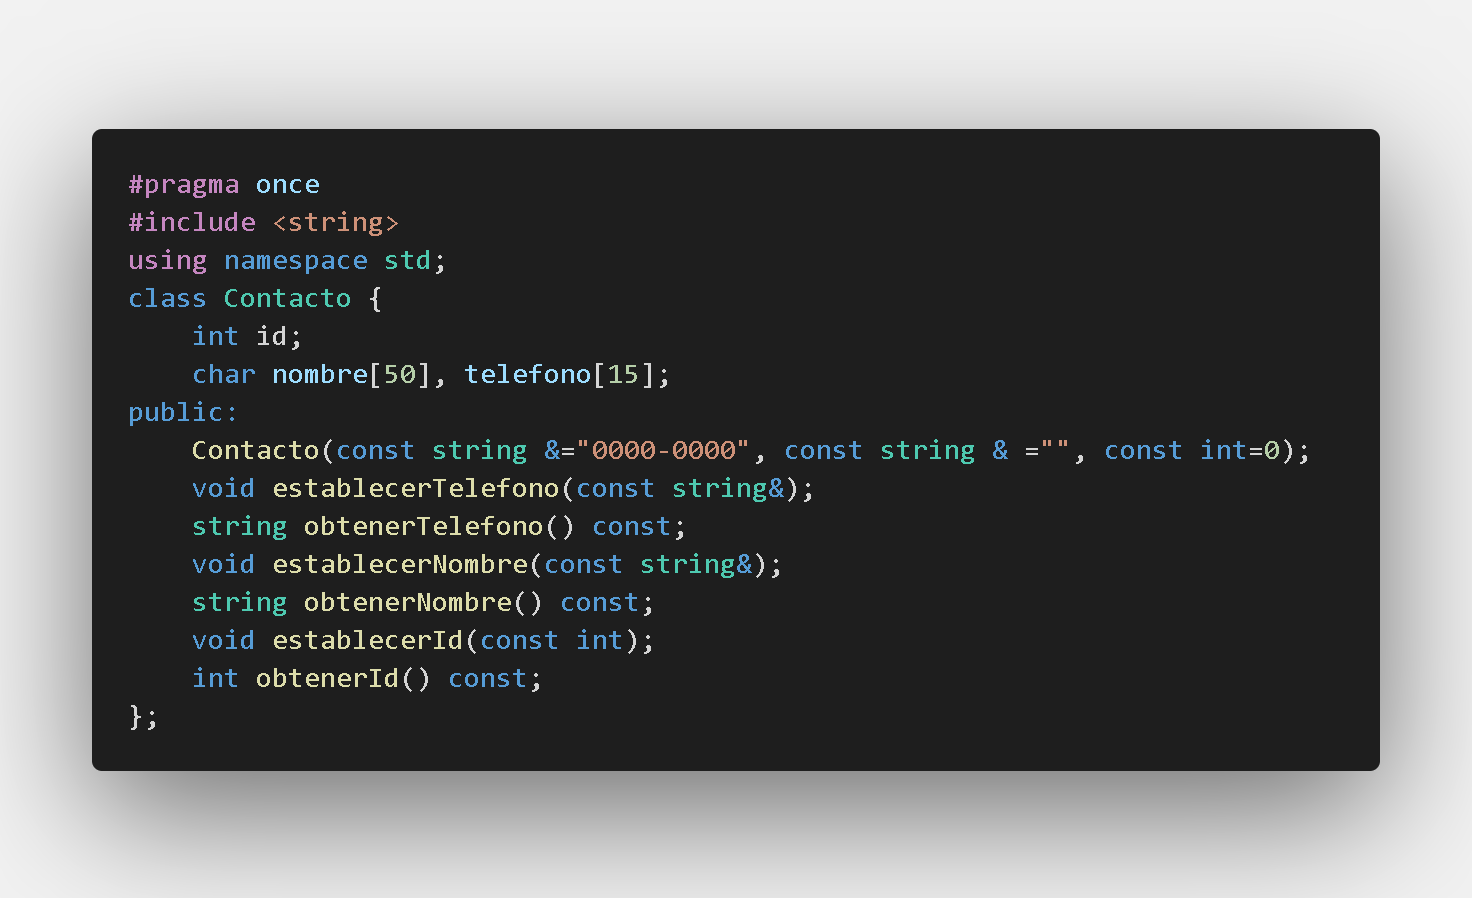 #pragma once
#include <string>
using namespace std;
class Contacto {
    int id;
    char nombre[50], telefono[15];
public:
    Contacto(const string &="0000-0000", const string & ="", const int=0);
    void establecerTelefono(const string&);
    string obtenerTelefono() const;
    void establecerNombre(const string&);
    string obtenerNombre() const;
    void establecerId(const int);
    int obtenerId() const;
};